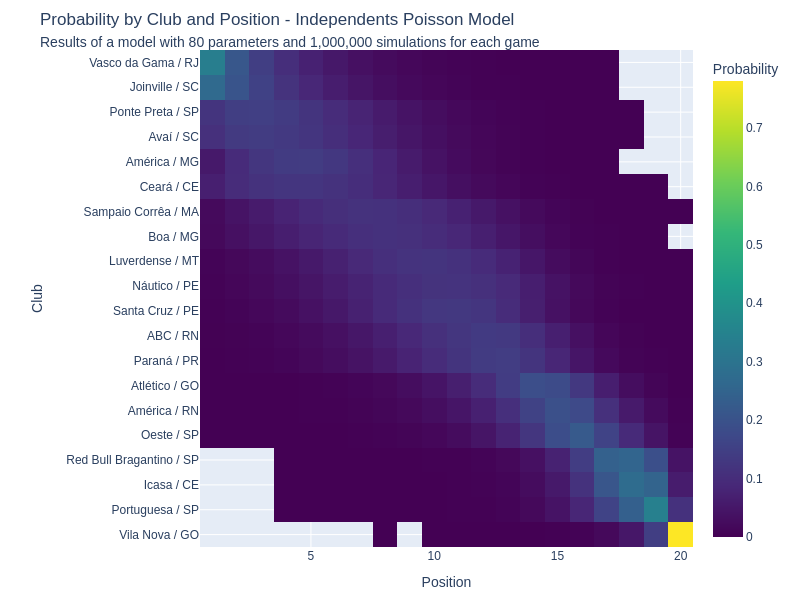 Probability by Club and Position - Independents Poisson Model
Results of a model with 80 parameters and 1,000,000 simulations for each game
Probability
0.7
0.6
0.5
0.4
0.3
0.2
0.1
0
Club
Vasco da Gama / RJ
Joinville / SC
Ponte Preta / SP
Avaí / SC
América / MG
Ceará / CE
Sampaio Corrêa / MA
Boa / MG
Luverdense / MT
Náutico / PE
Santa Cruz / PE
ABC / RN
Paraná / PR
Atlético / GO
América / RN
Oeste / SP
Red Bull Bragantino / SP
Icasa / CE
Portuguesa / SP
Vila Nova / GO
5 10 15 20
Position